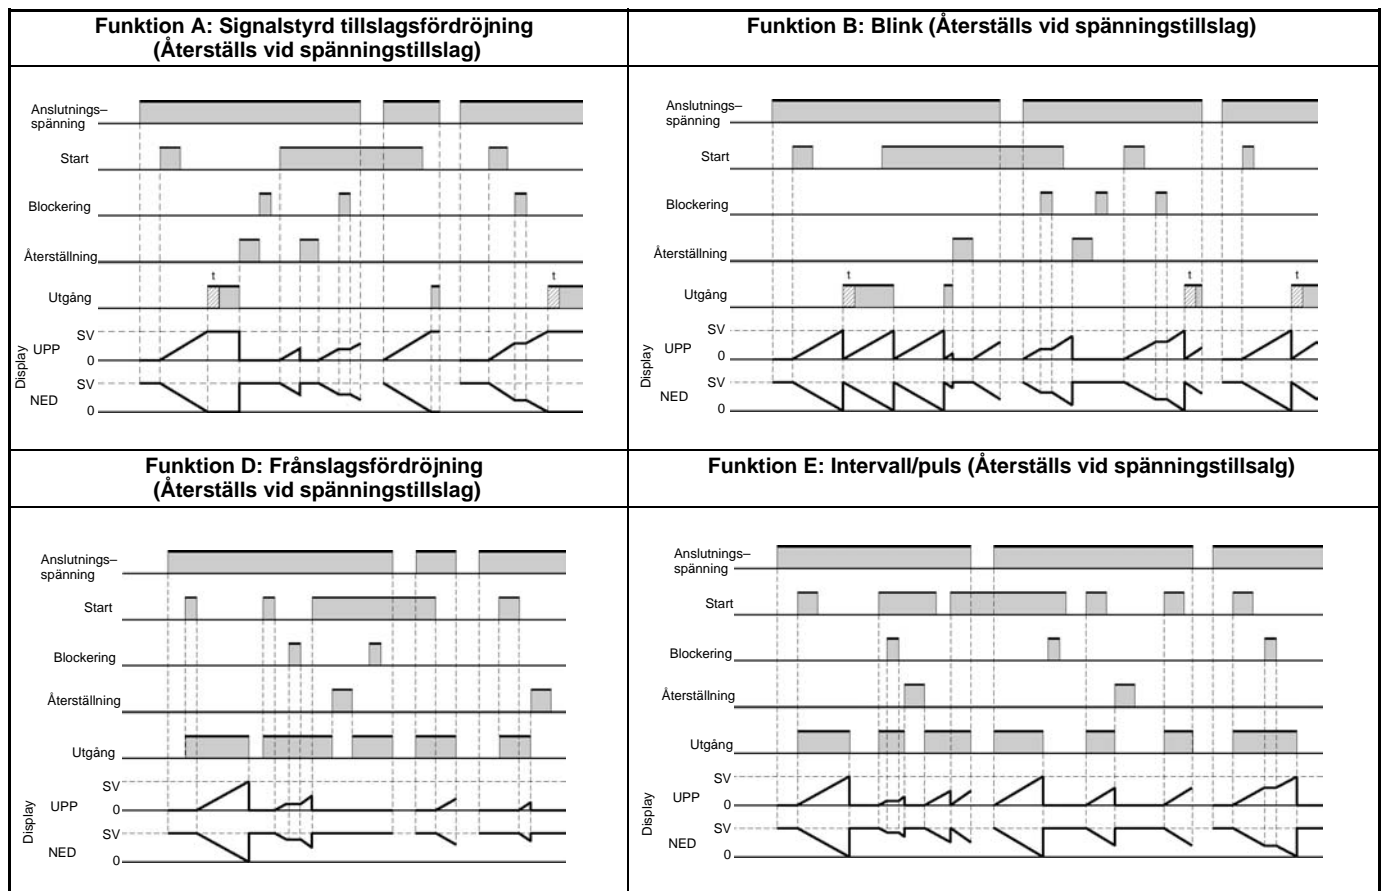 Funktion A: Signalstyrd tillslagsfördröjning
(Återställs vid spänningstillslag)
Funktion B: Blink (Återställs vid spänningstillslag)
Anslutnings–
spänning
Start
Blockering
Återställning
t
t
Utgång
SV
UPP
0
Display
SV
NED
0
Anslutnings–
spänning
Start
Blockering
Återställning
t
t
t
Utgång
SV
UPP
0
Display
SV
NED
0
Funktion D: Frånslagsfördröjning
(Återställs vid spänningstillslag)
Funktion E: Intervall/puls (Återställs vid spänningstillsalg)
Anslutnings–
spänning
Start
Blockering
Återställning
Utgång
SV
UPP
0
Display
SV
NED
0
Anslutnings–
spänning
Start
Blockering
Återställning
Utgång
SV
UPP
0
Display
SV
NED
0